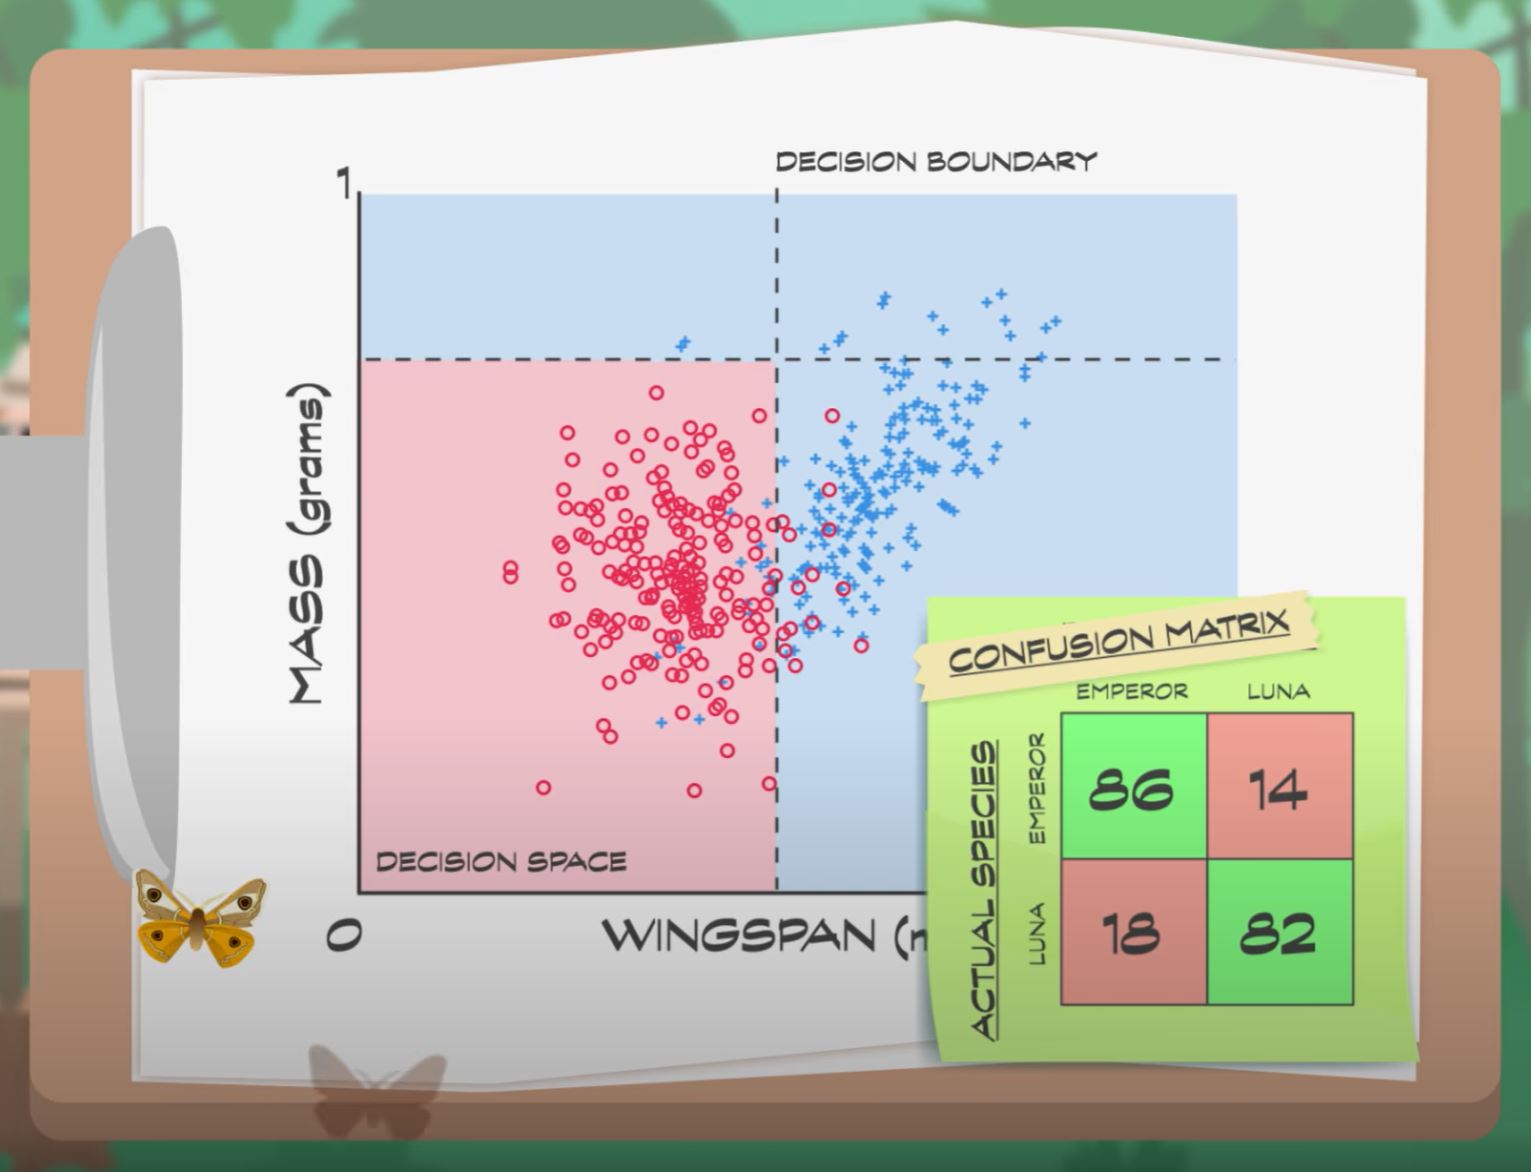 DECISION BOUNDARY
1
MASS (grams)
DECISION SPACE
0
WINGSPAN (
CONFUSION MATRIX
EMPEROR LUNA
ACTUAL SPECIES
EMPEROR
86 14
LUNA
18 82